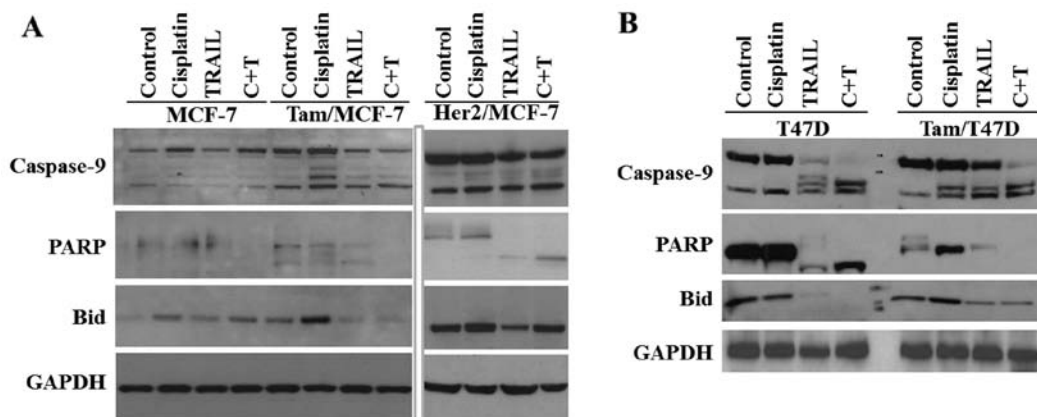 A
Control Cisplatin TRAIL C+T Control Cisplatin TRAIL C+T Control Cisplatin TRAIL C+T
MCF-7 Tam/MCF-7 Her2/MCF-7
Caspase-9
PARP
Bid
GAPDH
B
Control Cisplatin TRAIL C+T Control Cisplatin TRAIL C+T
T47D Tam/T47D
Caspase-9
PARP
Bid
GAPDH